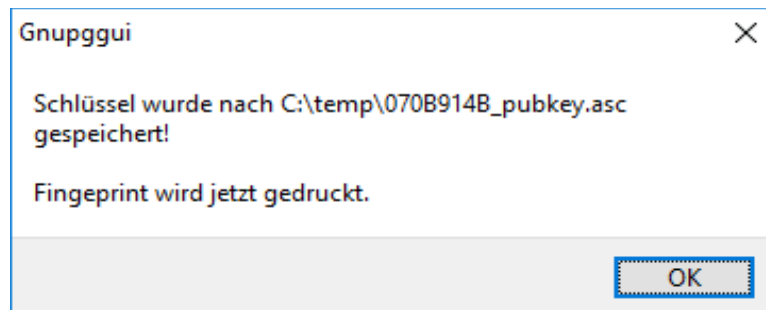 Gnupggui
Schlüssel wurde nach C:\temp\070B914B_pubkey.asc
gespeichert!
Fingeprint wird jetzt gedruckt.
OK